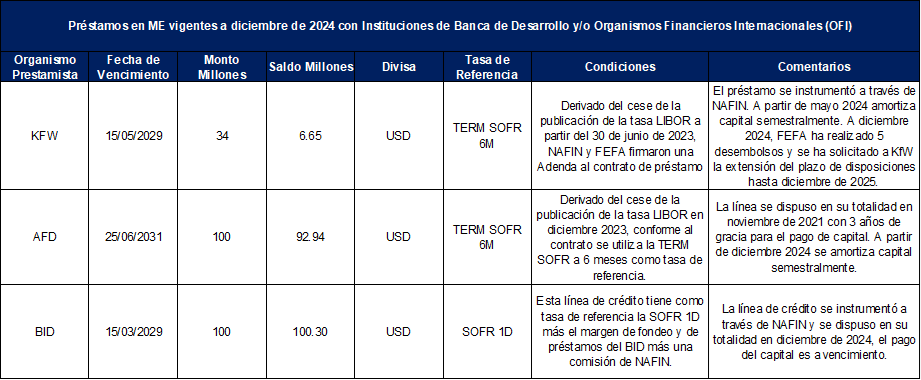 Préstamos en ME vigentes a diciembre de 2024 con Instituciones de Banca de Desarrollo y/o Organismos Financieros Internacionales (OFI)
Organismo
Prestamista
Fecha de
Vencimiento
Monto
Millones
Saldo Millones
Divisa
Tasa de
Referencia
Condiciones
Comentarios
KFW
15/05/2029
34
6.65
USD
TERM SOFR
6M
Derivado del cese de la
publicación de la tasa LIBOR a
partir del 30 de junio de 2023,
NAFIN y FEFA firmaron una
Adenda al contrato de préstamo
El préstamo se instrumentó a través de
NAFIN. A partir de mayo 2024 amortiza
capital semestralmente. A diciembre
2024, FEFA ha realizado 5
desembolsos y se ha solicitado a KfW
la extensión del plazo de disposiciones
hasta diciembre de 2025.
AFD
25/06/2031
100
92.94
USD
TERM SOFR
6M
Derivado del cese de la
publicación de la tasa LIBOR en
diciembre 2023, conforme al
contrato se utiliza la TERM
SOFR a 6 meses como tasa de
referencia.
La línea se dispuso en su totalidad en
noviembre de 2021 con 3 años de
gracia para el pago de capital. A partir
de diciembre 2024 se amortiza capital
semestralmente.
BID
15/03/2029
100
100.30
USD
SOFR 1D
Esta línea de crédito tiene como
tasa de referencia la SOFR 1D
más el margen de fondeo y de
préstamos del BID más una
comisión de NAFIN.
La línea de crédito se instrumentó a
través de NAFIN y se dispuso en su
totalidad en diciembre de 2024, el pago
del capital es a vencimiento.